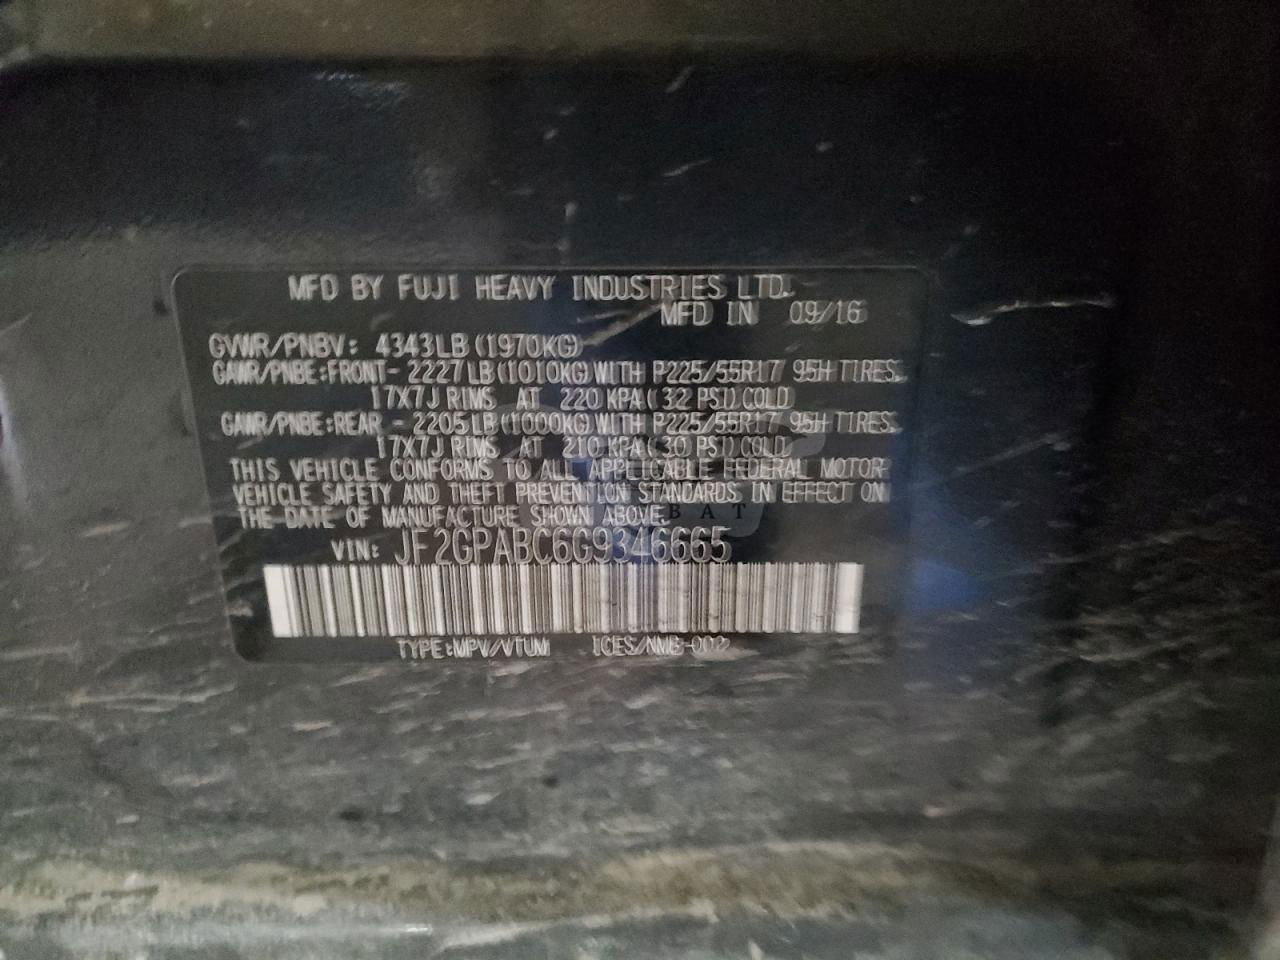 MFD BY FUJI HEAVY INDUSTRIES LTD.
MFD IN 09/16
GVWR/PNBV: 4343LB(1970KG)
GAWR/PNBE:FRONT- 2227LB(1010KG)WITH P225/55R17 95H TIRES.
17X7J RIMS AT 220 KPA(32 PSI)COLD
GAWR/PNBE:REAR - 2205LB(1000KG)WITH P225/55R17 95H TIRES.
17X7J RIMS AT 210 KPA(30 PSI)COLD
THIS VEHICLE CONFORMS TO ALL APPLICABLE FEDERAL MOTOR
VEHICLE SAFETY AND THEFT PREVENTION STANDARDS IN EFFECT ON
THE-DATE OF MANUFACTURE SHOWN ABOVE.
VIN: JF2GPABC6G9346665
TYPE:MPV/VTUM ICES/NMB-002